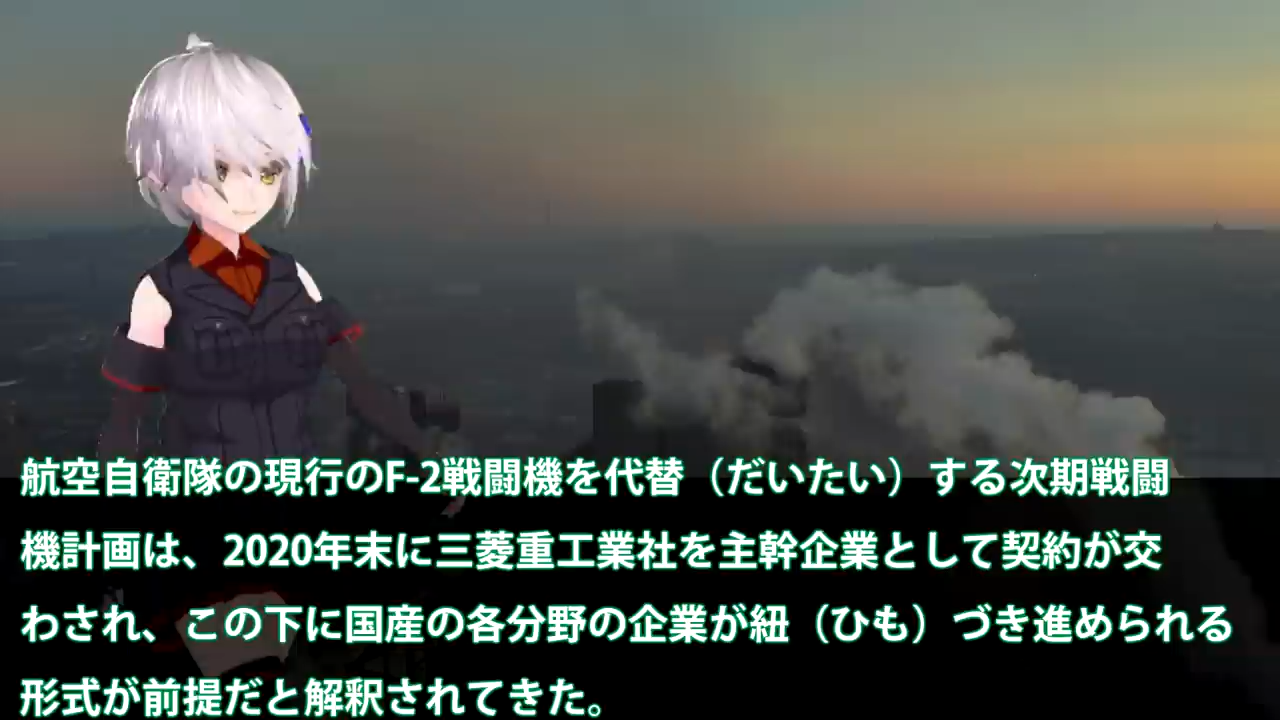 航空自衛隊の現行のF-2戦闘機を代替（だいたい）する次期戦闘
機計画は、2020年末に三菱重工業社を主幹企業として契約が交
わされ、この下に国産の各分野の企業が紐（ひも）づき進められる
形式が前提だと解釈されてきた。